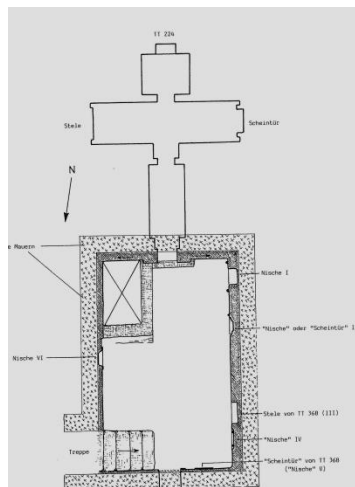 TT 224
Stele
Scheintür
N
e Mauern
Nische I
"Nische" oder "Scheintür" I
Nische VI
Stele von TT 360 (III)
"Nische" IV
Treppe
"Scheintür" von TT 360
("Nische" V)